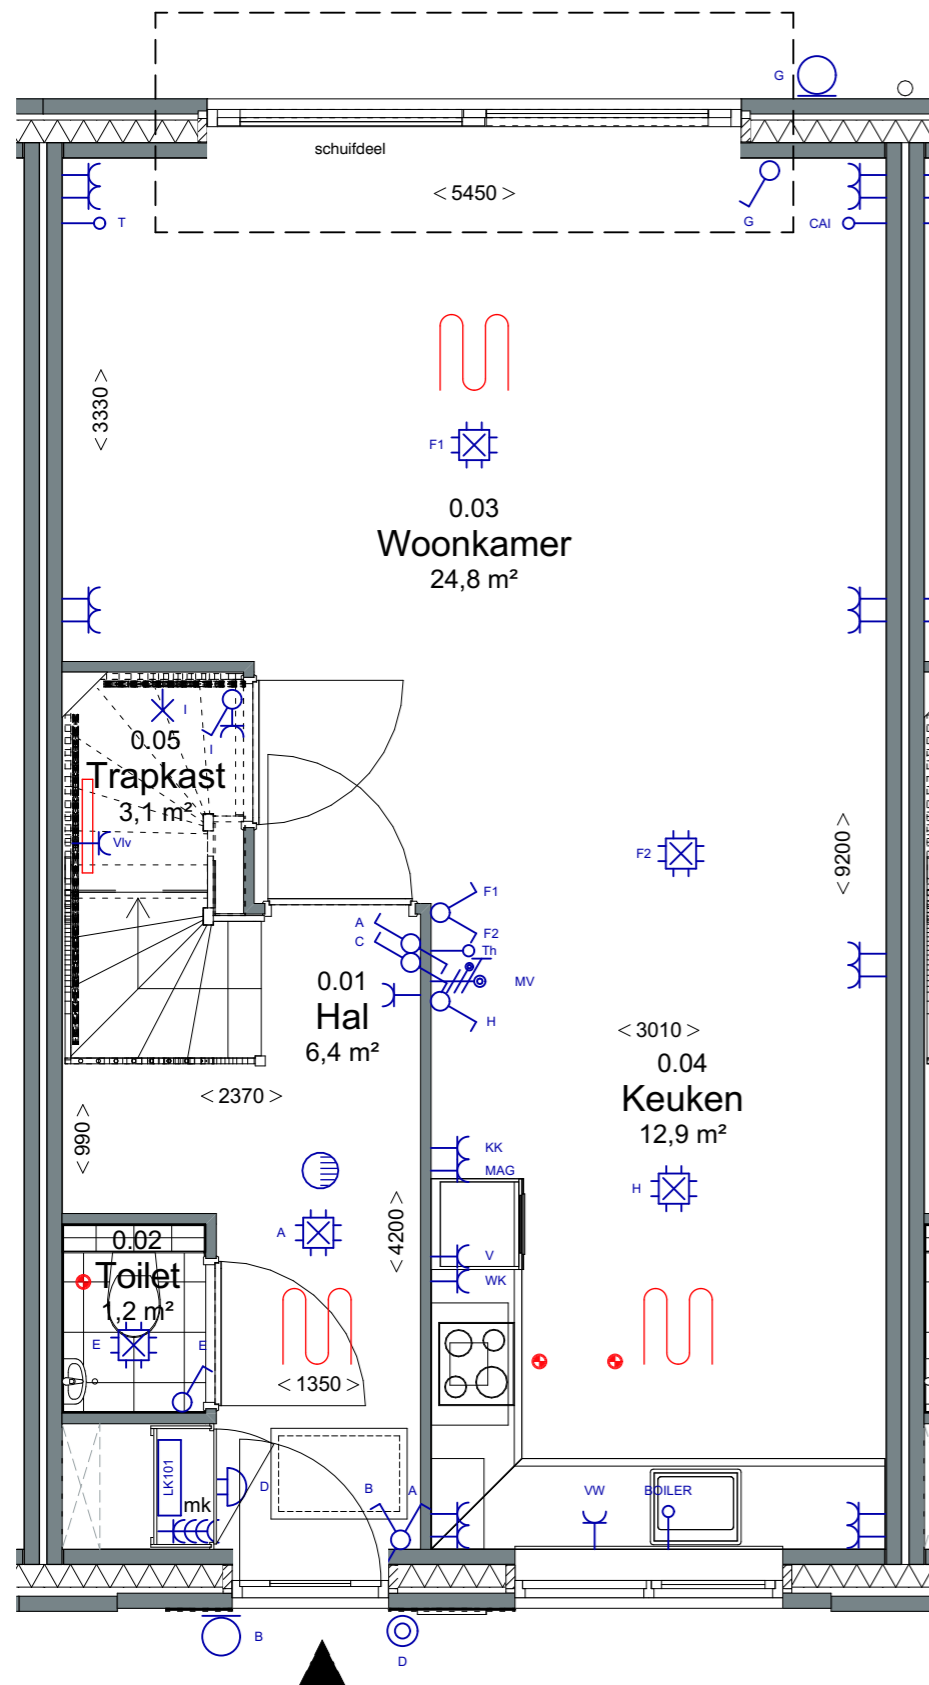 G
schuifdeel
<5450>
T
G
CAI
<3330>
F1
0.03
Woonkamer
24,8 m²
I
I
0.05
Trapkast
3,1 m²
Vlv
F2
<9200>
F1
A
F2
C
Th
MV
0.01
Hal
6,4 m²
H
<3010>
0.04
Keuken
12,9 m²
<2370>
<990>
KK
MAG
H
A
<4200>
0.02
Toilet
1,2 m²
V
WK
E
E
<1350>
LK101
mk
D
B
A
VW
BOILER
B
D